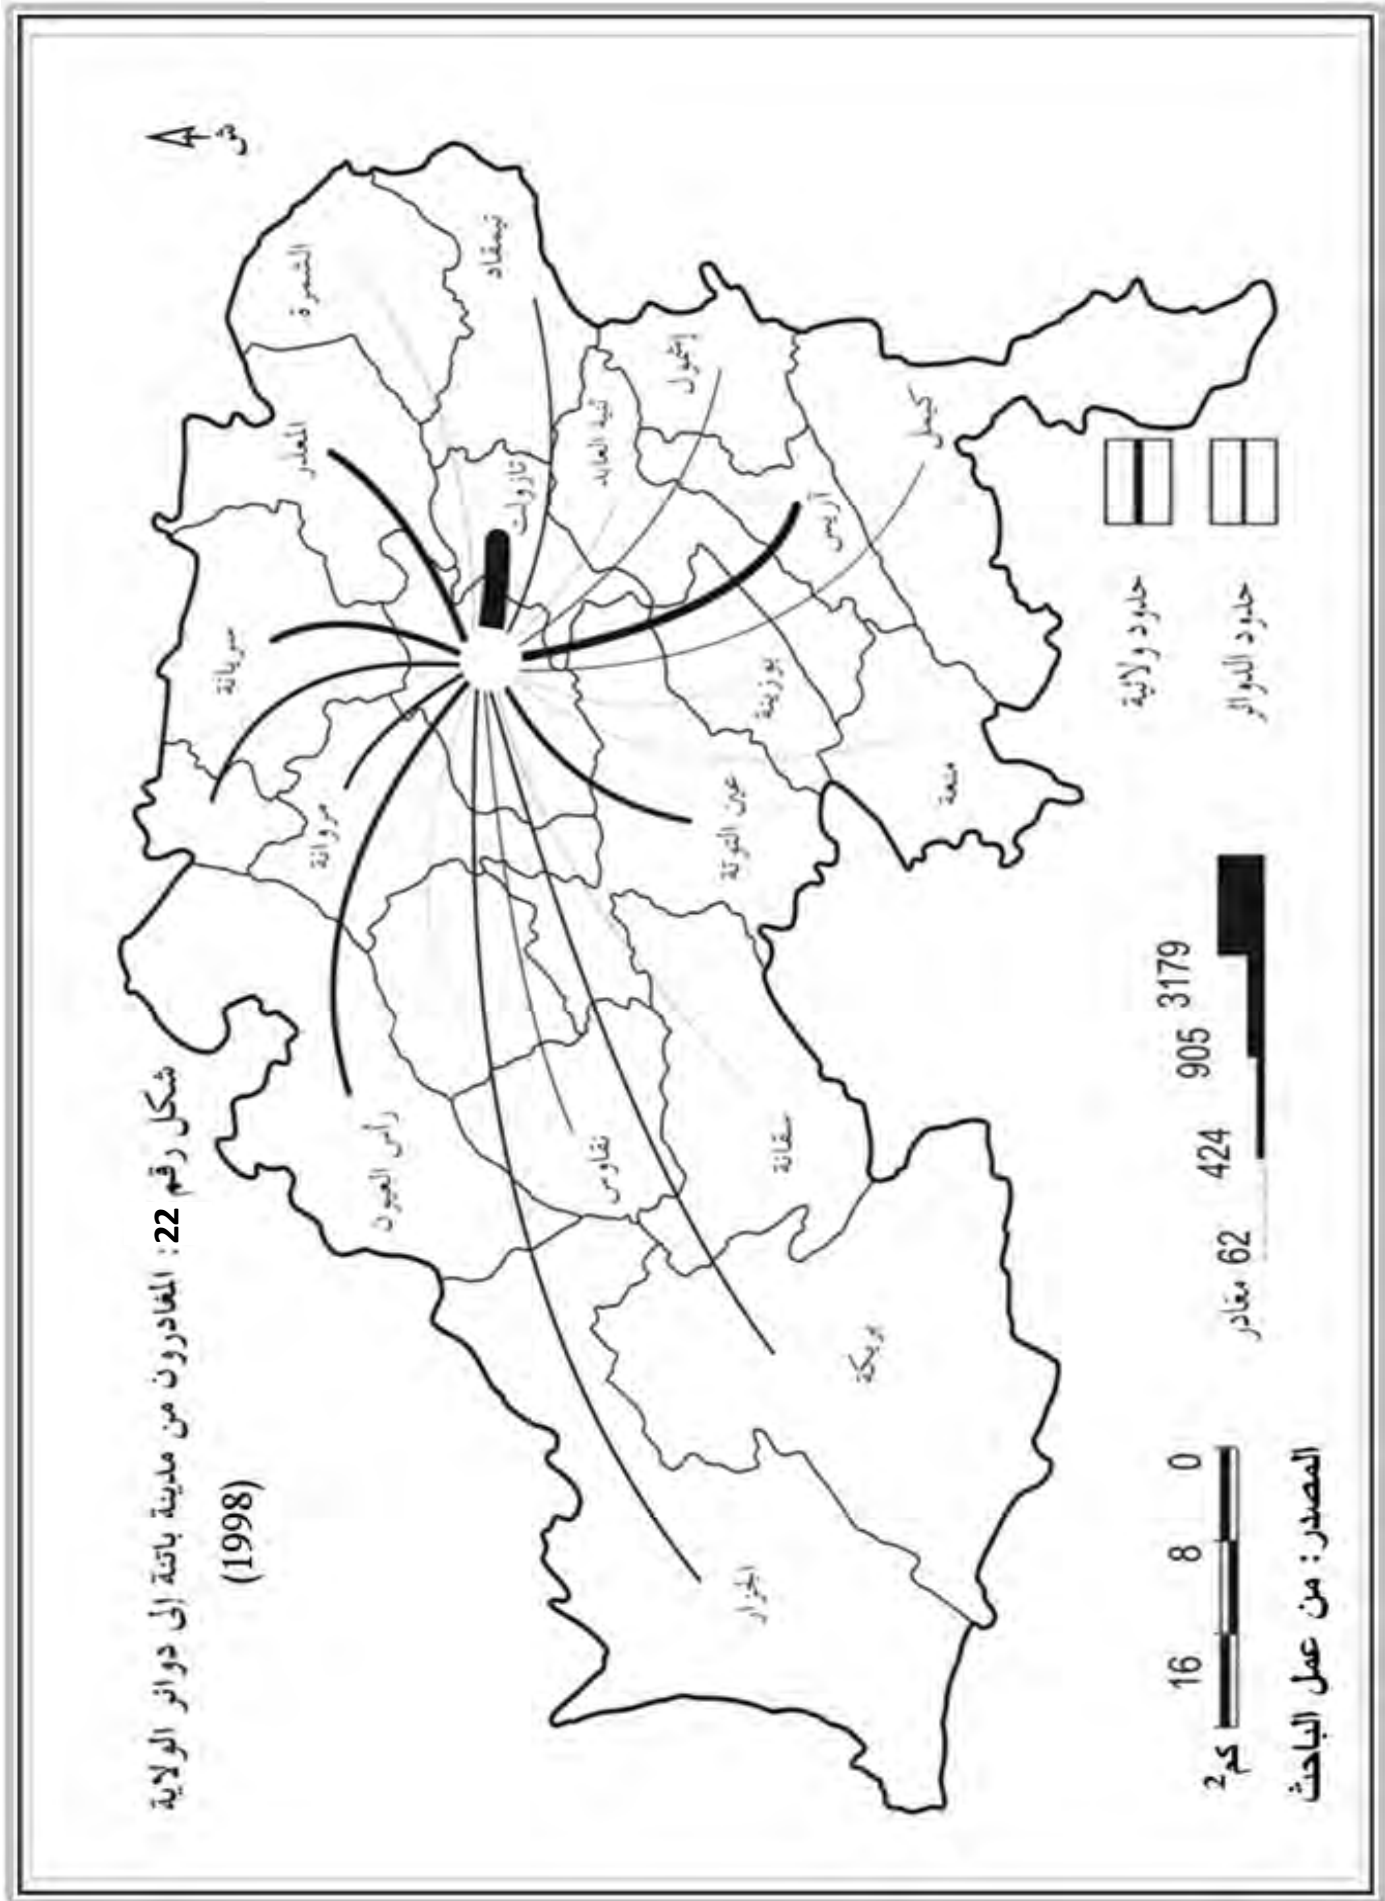 شكل رقم 22: المغادرون من مدينة باتنة إلى دوائر الولاية
(1998)
ش
الشمرة
تيمقاد
المعذر
تازولت
ثنية العابد
إشمول
سريانة
آريس
كيمل
مروانة
بوزينة
عين التوتة
منعة
رأس العيون
نقاوس
سقانة
بريكة
الجزار
حدود ولائية
حدود الدوائر
62 مغادر
424
905
3179
16 8 0
كم2
المصدر: من عمل الباحث